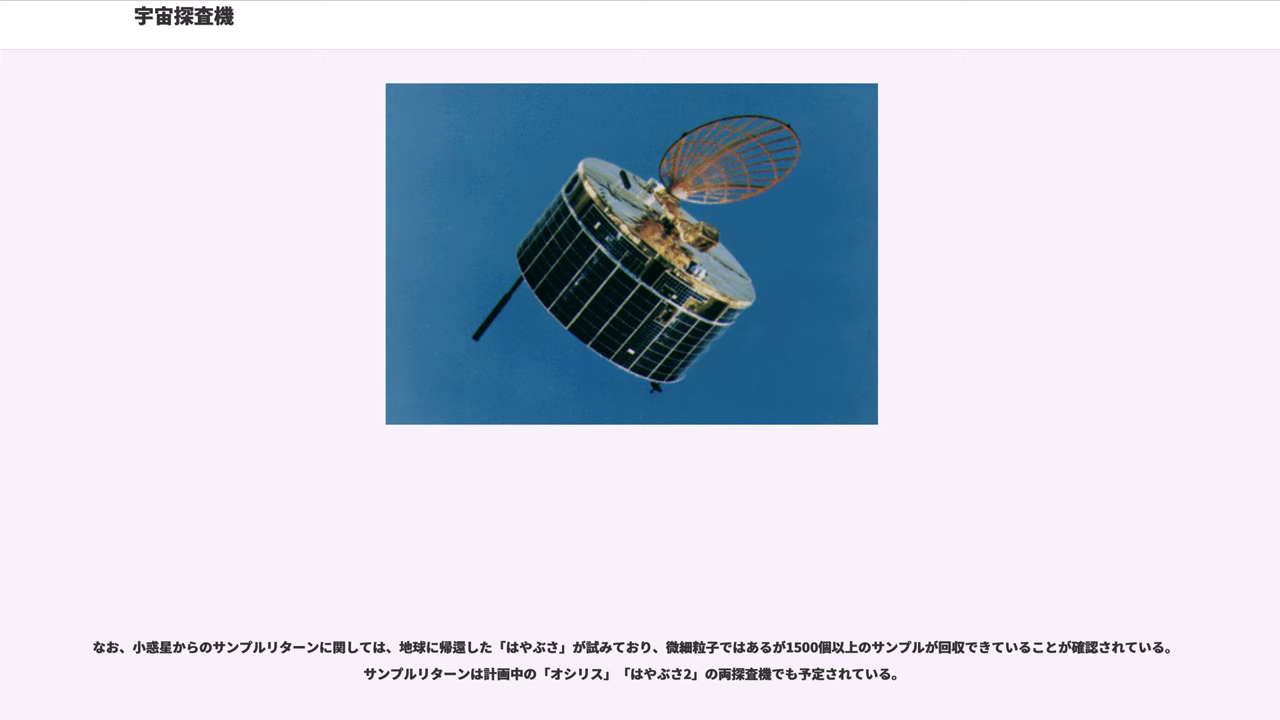 宇宙探査機
なお、小惑星からのサンプルリターンに関しては、地球に帰還した「はやぶさ」が試みており、微細粒子ではあるが1500個以上のサンプルが回収できていることが確認されている。
サンプルリターンは計画中の「オシリス」「はやぶさ2」の両探査機でも予定されている。